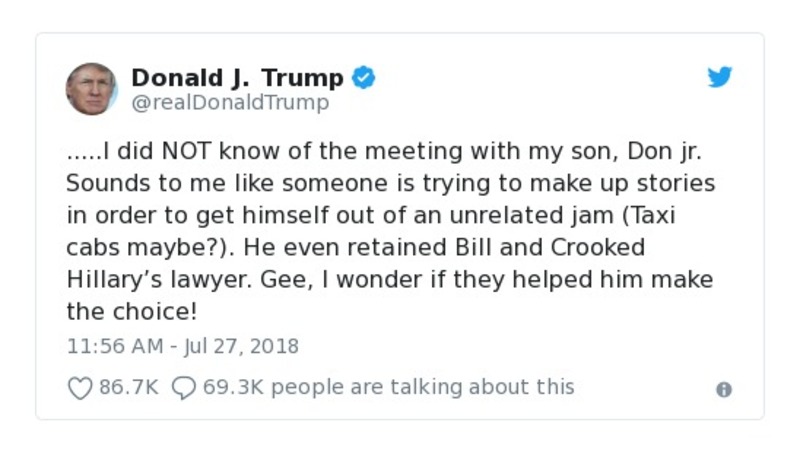 Donald J. Trump
@realDonaldTrump
.....I did NOT know of the meeting with my son, Don jr.
Sounds to me like someone is trying to make up stories
in order to get himself out of an unrelated jam (Taxi
cabs maybe?). He even retained Bill and Crooked
Hillary’s lawyer. Gee, I wonder if they helped him make
the choice!
11:56 AM - Jul 27, 2018
86.7K 69.3K people are talking about this